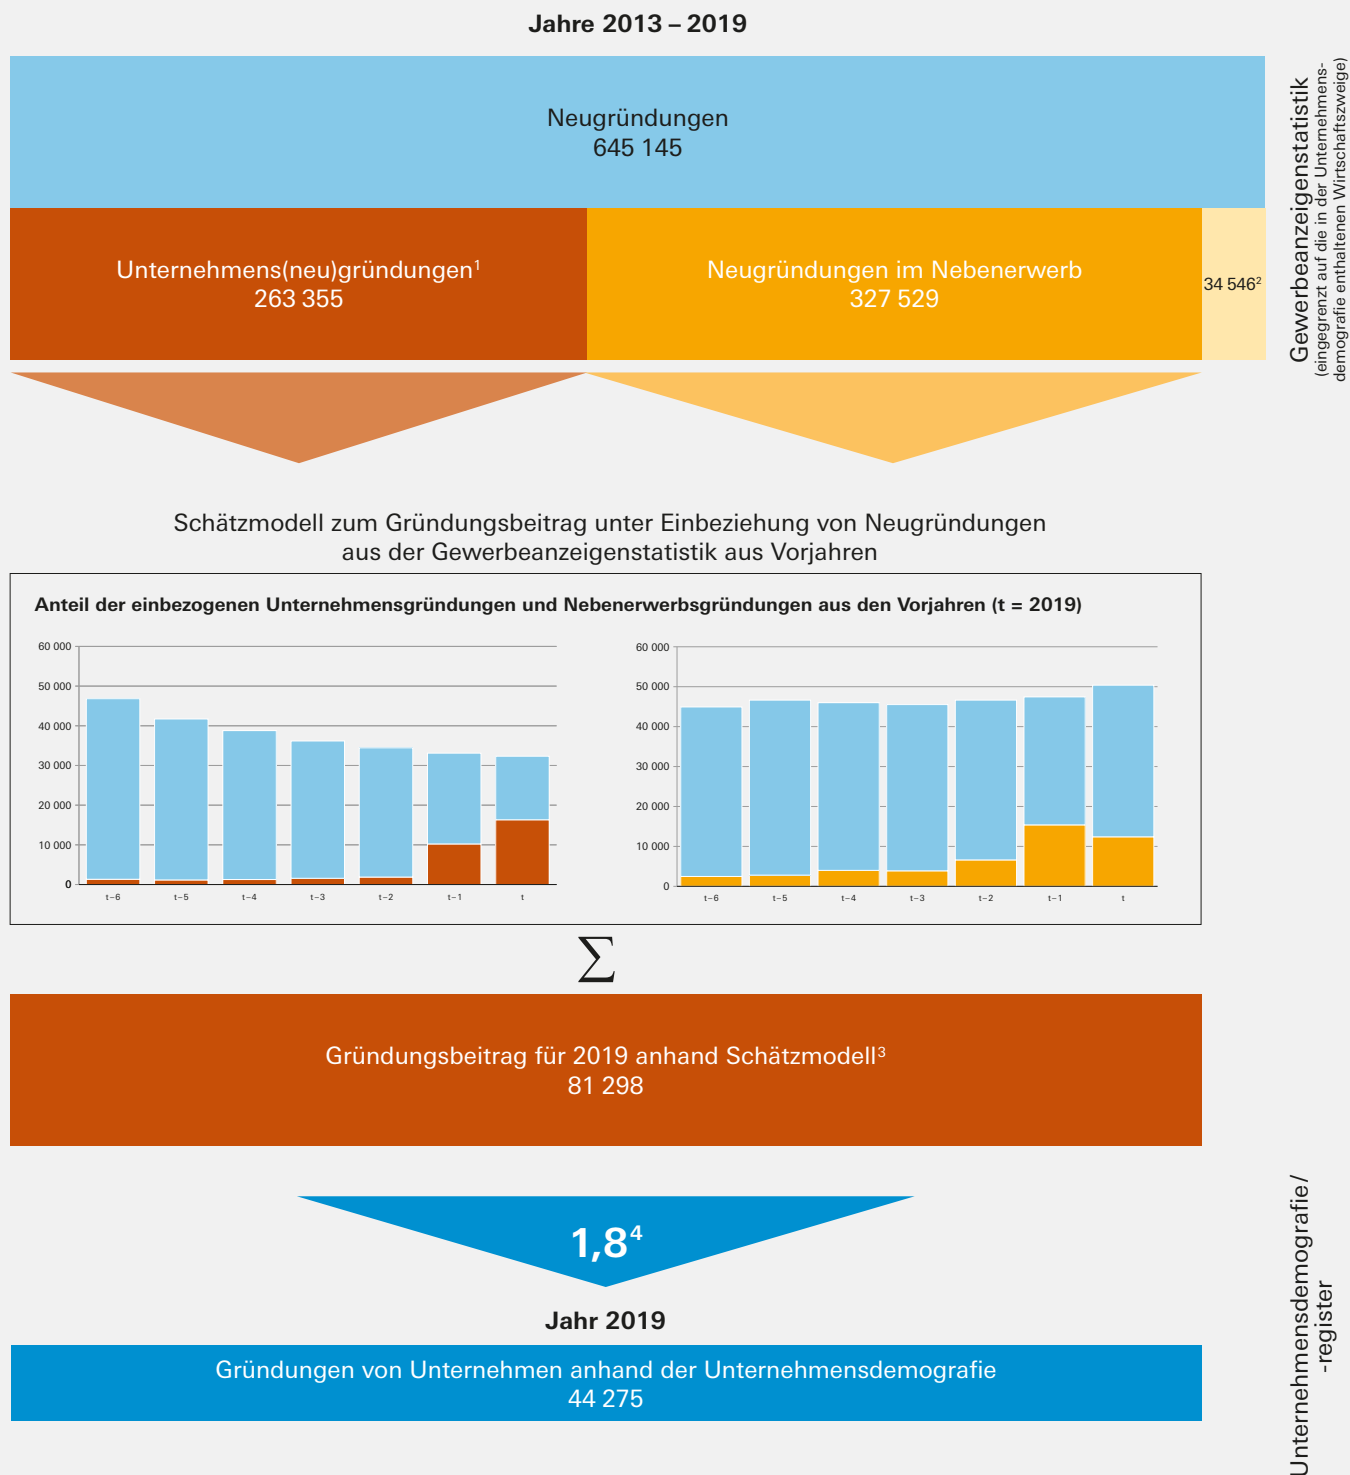 Jahre 2013 – 2019
Neugründungen
645 145
Unternehmens(neu)gründungen¹
263 355
Neugründungen im Nebenerwerb
327 529
34 546²
Gewerbeanzeigenstatistik
(eingegrenzt auf die in der Unternehmens-
demografie enthaltenen Wirtschaftszweige)
Schätzmodell zum Gründungsbeitrag unter Einbeziehung von Neugründungen
aus der Gewerbeanzeigenstatistik aus Vorjahren
Anteil der einbezogenen Unternehmensgründungen und Nebenerwerbsgründungen aus den Vorjahren (t = 2019)
60 000
50 000
40 000
30 000
20 000
10 000
0
t–6 t–5 t–4 t–3 t–2 t–1 t
60 000
50 000
40 000
30 000
20 000
10 000
0
t–6 t–5 t–4 t–3 t–2 t–1 t
∑
Gründungsbeitrag für 2019 anhand Schätzmodell³
81 298
1,8⁴
Jahr 2019
Gründungen von Unternehmen anhand der Unternehmensdemografie
44 275
Unternehmensdemografie/
-register